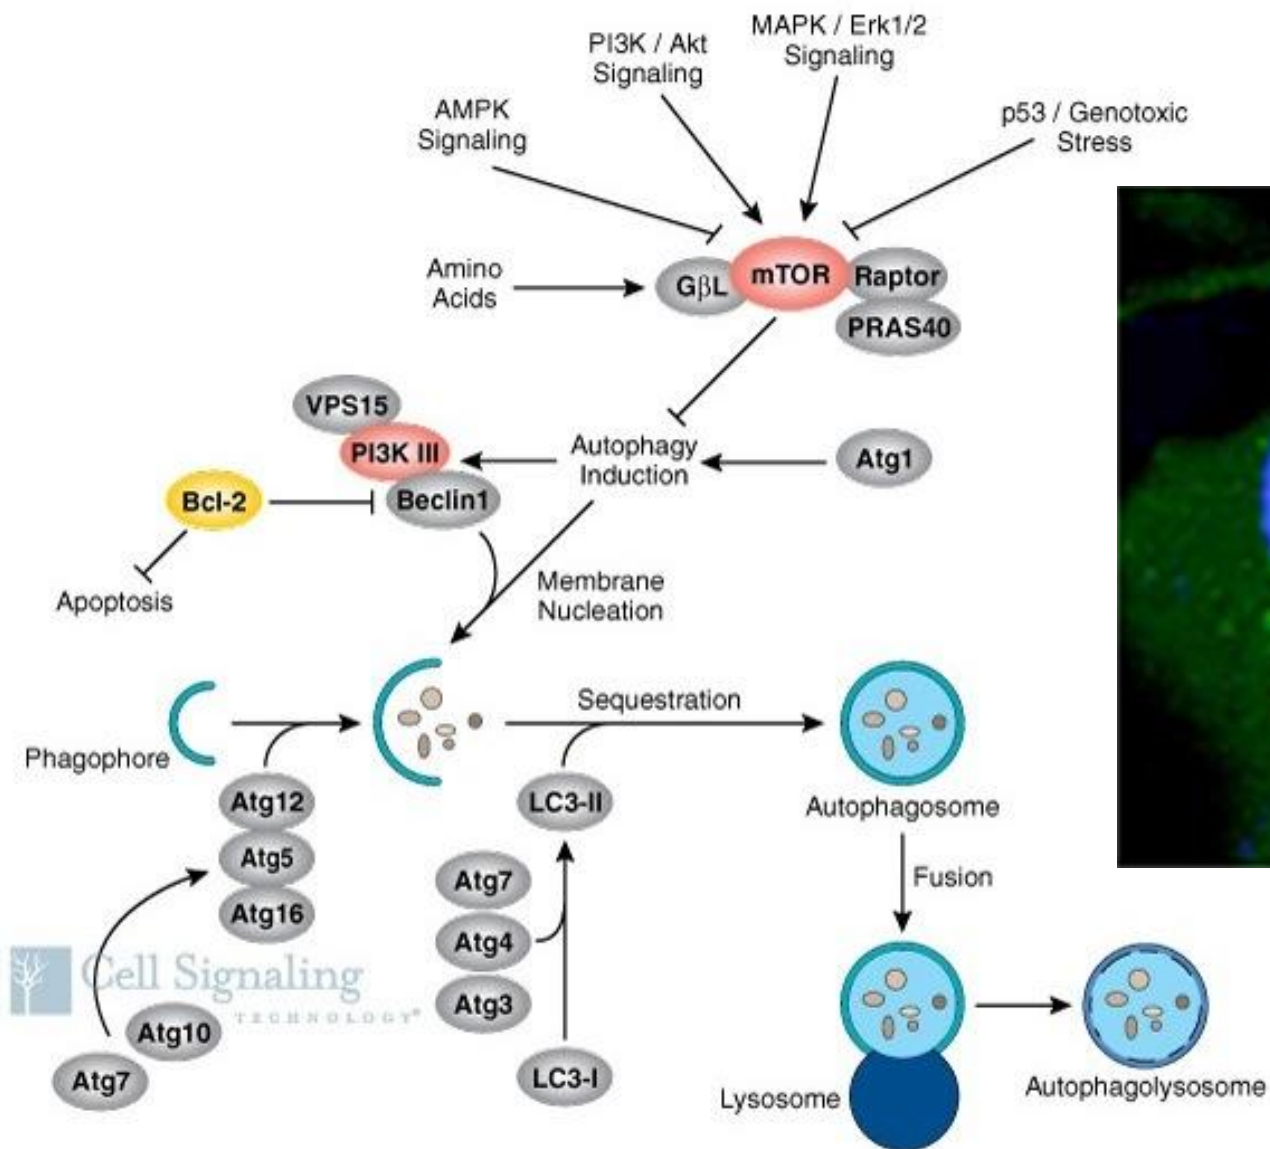 MAPK / Erk1/2
Signaling
PI3K / Akt
Signaling
AMPK
Signaling
p53 / Genotoxic
Stress
Amino
Acids
GβL
mTOR
Raptor
PRAS40
VPS15
PI3K III
Beclin1
Bcl-2
Autophagy
Induction
Atg1
Apoptosis
Membrane
Nucleation
Phagophore
Sequestration
Atg12
Atg5
Atg16
LC3-II
Autophagosome
Atg7
Atg4
Atg3
Fusion
Cell Signaling
TECHNOLOGY®
Atg10
Atg7
LC3-I
Lysosome
Autophagolysosome